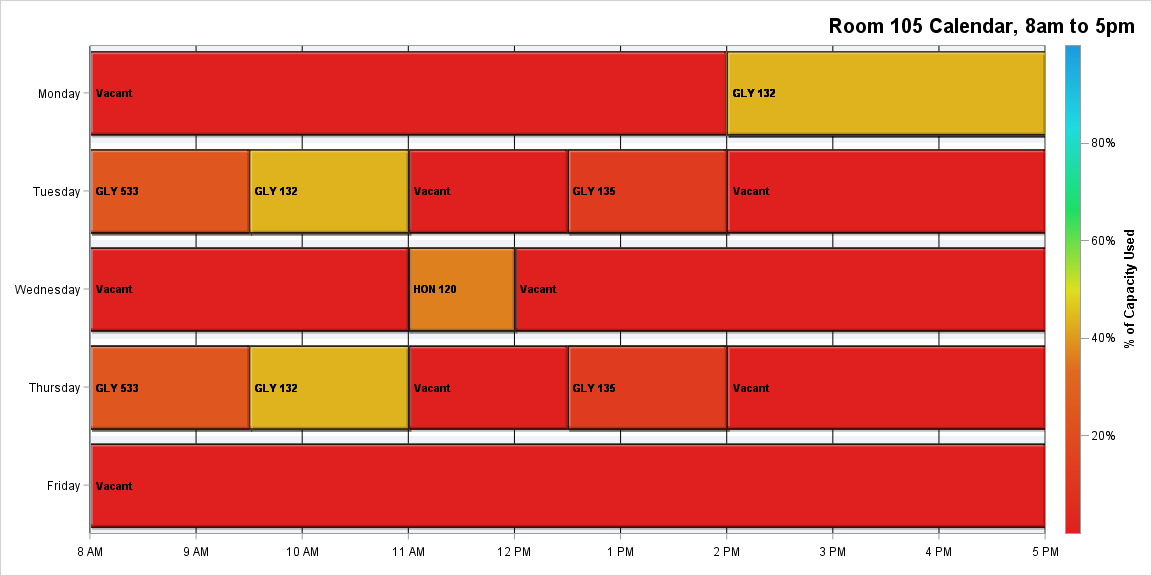 Room 105 Calendar, 8am to 5pm
Monday
Vacant
GLY 132
Tuesday
GLY 533
GLY 132
Vacant
GLY 135
Vacant
Wednesday
Vacant
HON 120
Vacant
Thursday
GLY 533
GLY 132
Vacant
GLY 135
Vacant
Friday
Vacant
8 AM
9 AM
10 AM
11 AM
12 PM
1 PM
2 PM
3 PM
4 PM
5 PM
80%
60%
40%
20%
% of Capacity Used